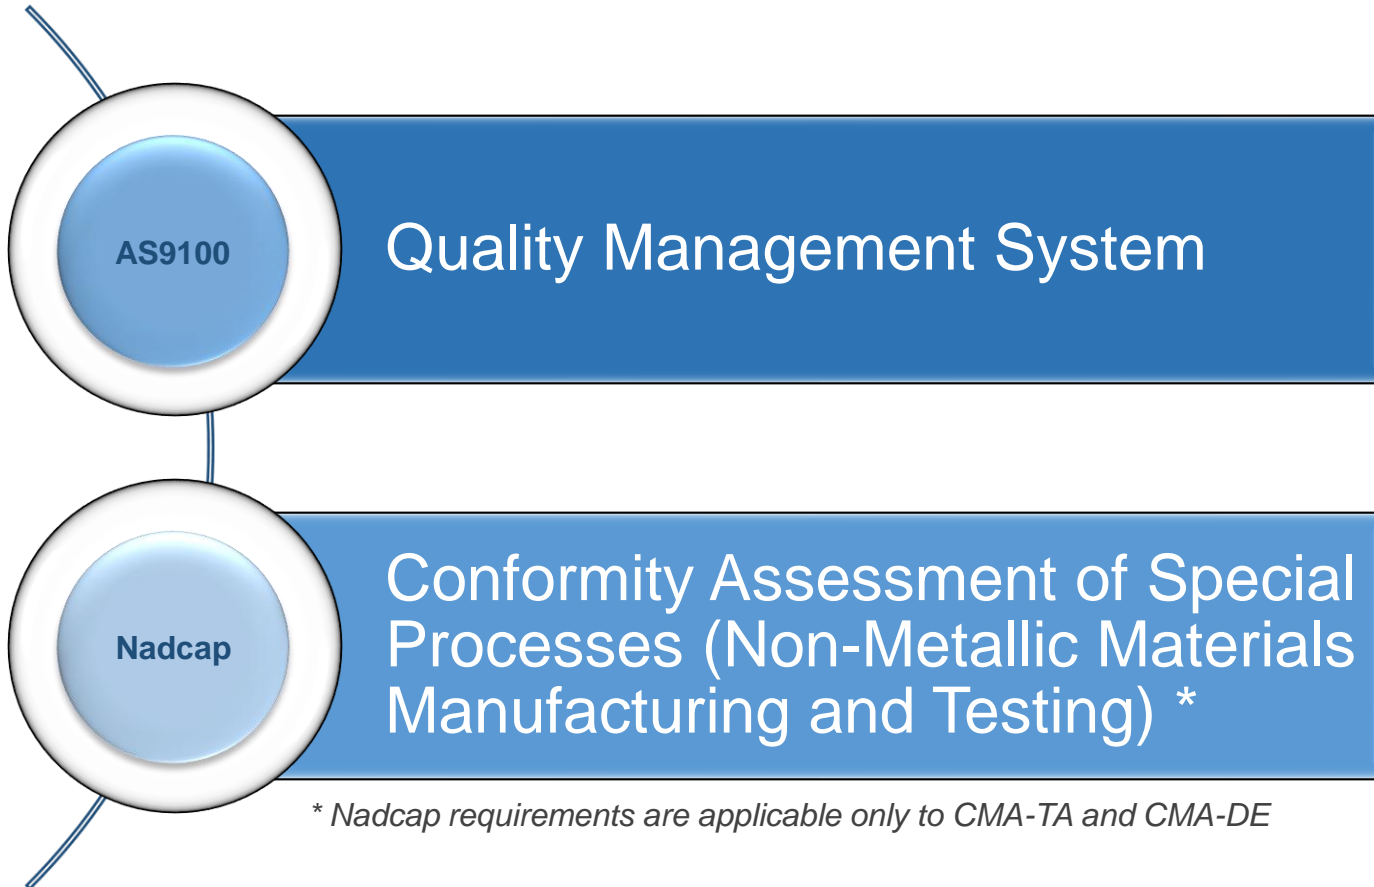 AS9100
Quality Management System
Nadcap
Conformity Assessment of Special
Processes (Non-Metallic Materials
Manufacturing and Testing) *
* Nadcap requirements are applicable only to CMA-TA and CMA-DE